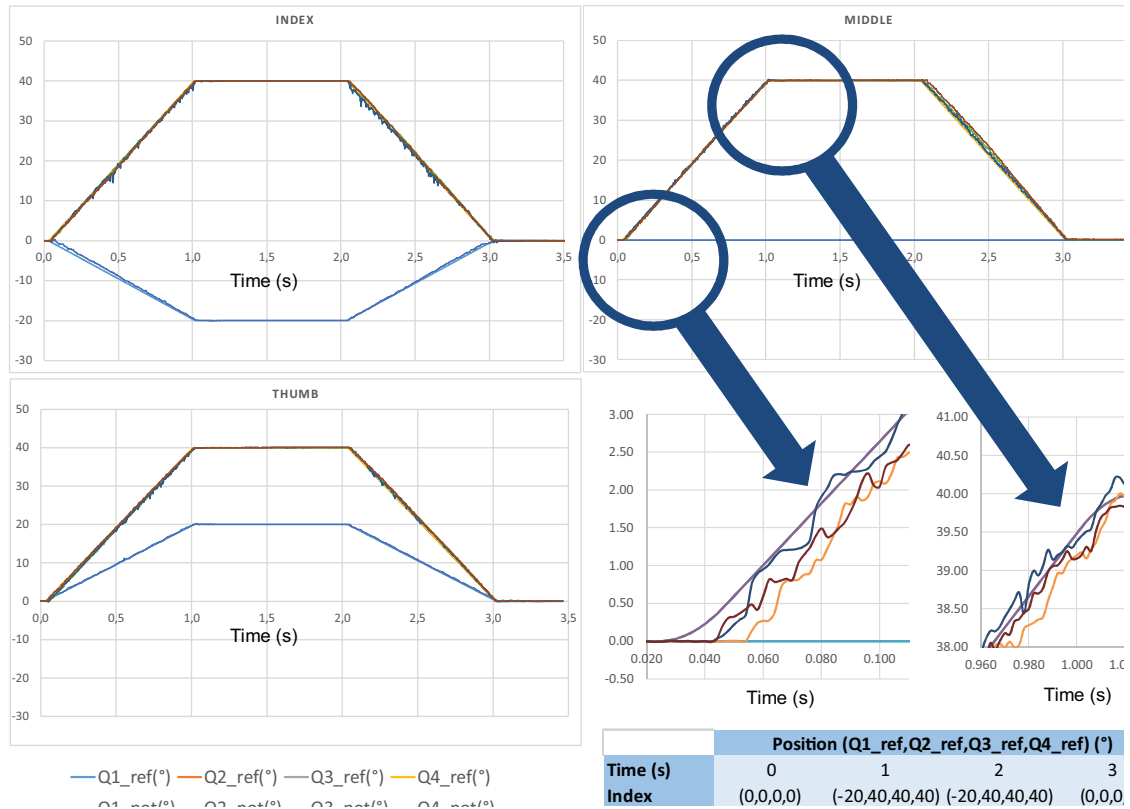 INDEX
50
40
30
20
10
0
-10
-20
-30
0,0 0,5 1,0 1,5 2,0 2,5 3,0 3,5
Time (s)
MIDDLE
50
40
30
20
10
0
-10
-20
-30
0,0 0,5 1,0 1,5 2,0 2,5 3,0
Time (s)
THUMB
50
40
30
20
10
0
-10
-20
-30
0,0 0,5 1,0 1,5 2,0 2,5 3,0 3,5
Time (s)
3.00
2.50
2.00
1.50
1.00
0.50
0.00
-0.50
0.020 0.040 0.060 0.080 0.100
Time (s)
41.00
40.50
40.00
39.50
39.00
38.50
38.00
0.960 0.980 1.000
Time (s)
Q1_ref(°) Q2_ref(°) Q3_ref(°) Q4_ref(°)
Position (Q1_ref,Q2_ref,Q3_ref,Q4_ref) (°)
Time (s) 0 1 2 3
Index (0,0,0,0) (-20,40,40,40) (-20,40,40,40) (0,0,0,